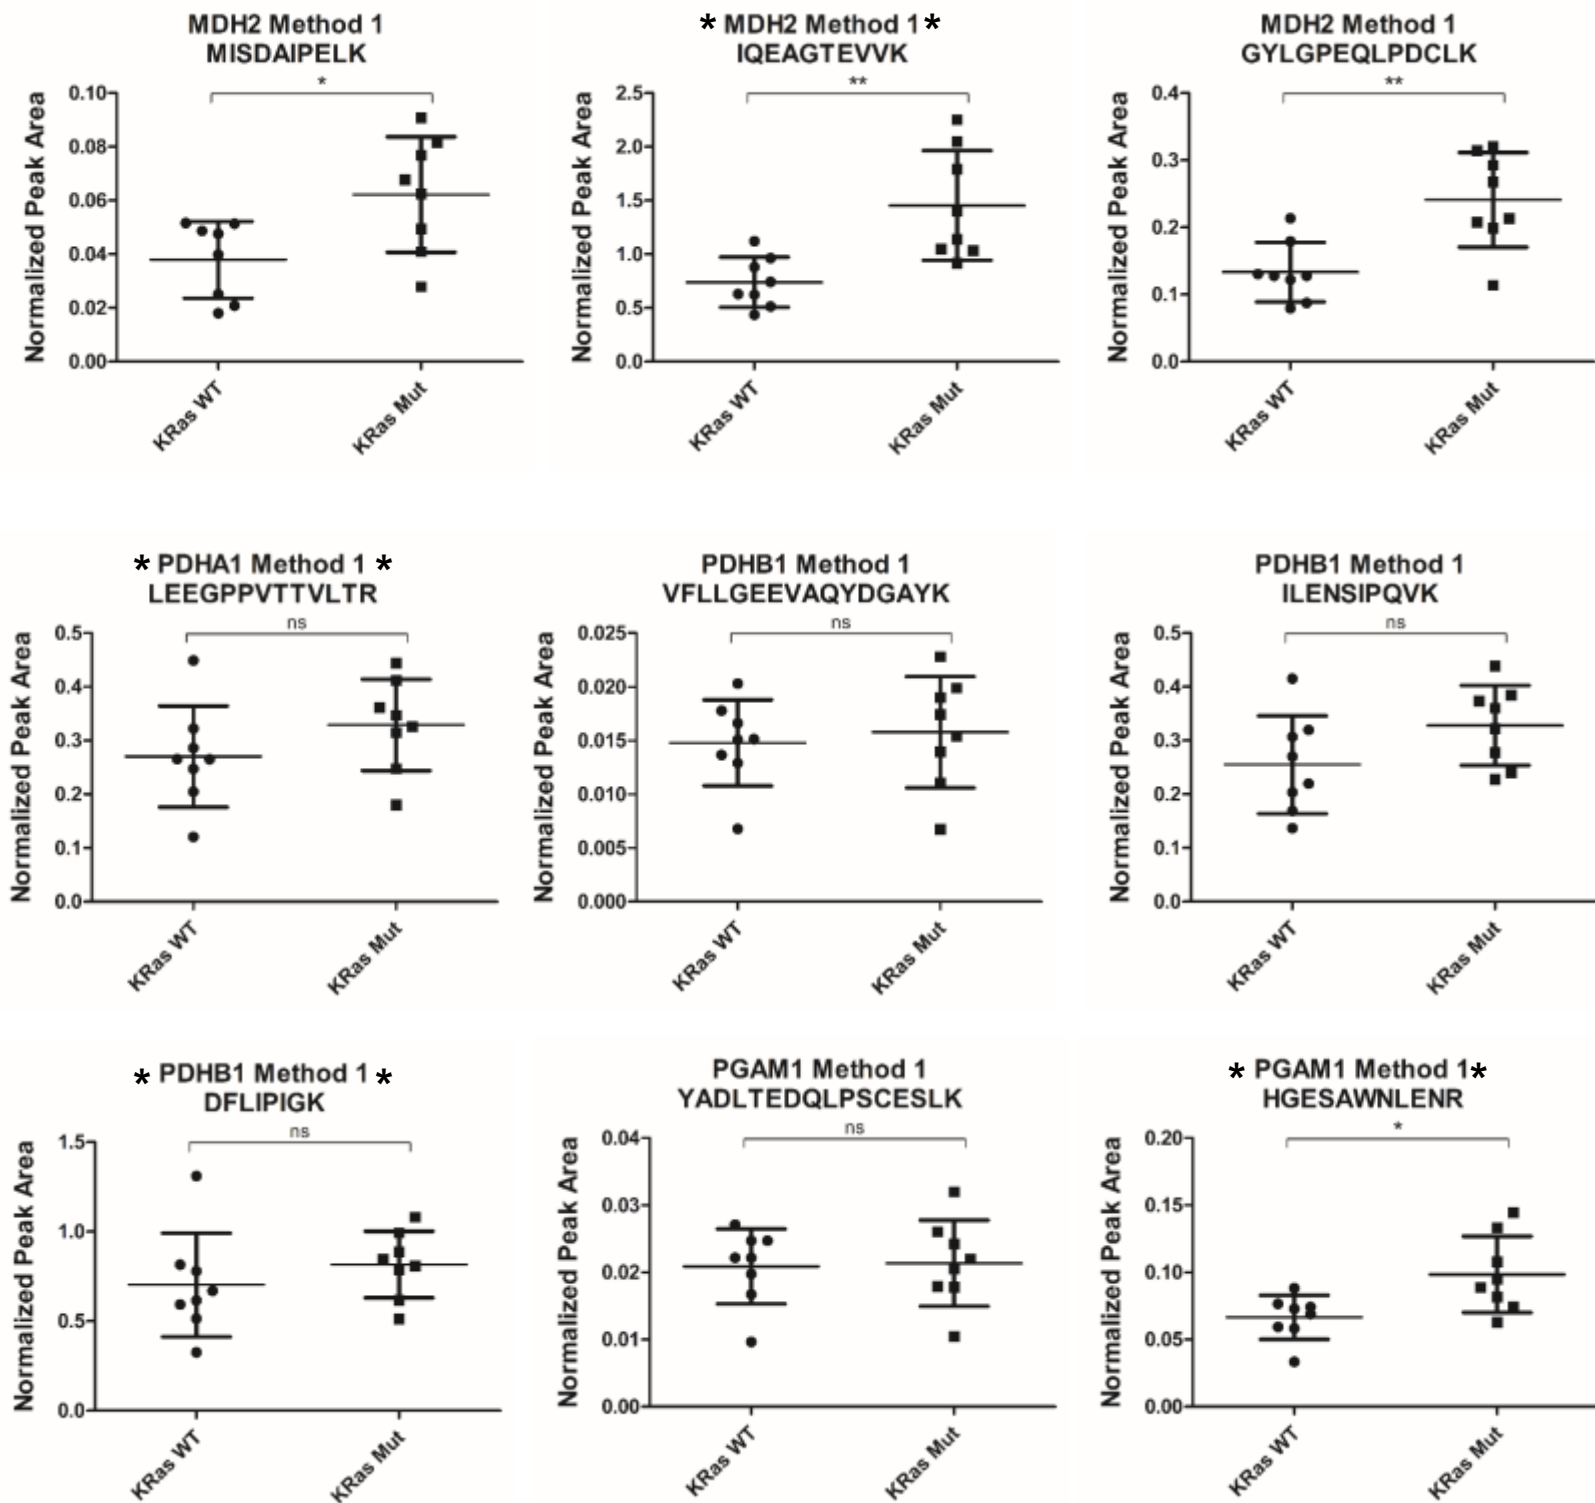 MDH2 Method 1
MISDAIPELK
*
Normalized Peak Area
0.10
0.08
0.06
0.04
0.02
0.00
KRas WT
KRas Mut
* MDH2 Method 1 *
IQEAGTEVVK
**
Normalized Peak Area
2.5
2.0
1.5
1.0
0.5
0.0
KRas WT
KRas Mut
MDH2 Method 1
GYLGPEQLPDCLK
**
Normalized Peak Area
0.4
0.3
0.2
0.1
0.0
KRas WT
KRas Mut
* PDHA1 Method 1 *
LEEGPPVTTVLTR
ns
Normalized Peak Area
0.5
0.4
0.3
0.2
0.1
0.0
KRas WT
KRas Mut
PDHB1 Method 1
VFLLGEEVAQYDGAYK
ns
Normalized Peak Area
0.025
0.020
0.015
0.010
0.005
0.000
KRas WT
KRas Mut
PDHB1 Method 1
ILENSIPQVK
ns
Normalized Peak Area
0.5
0.4
0.3
0.2
0.1
0.0
KRas WT
KRas Mut
* PDHB1 Method 1 *
DFLIPIGK
ns
Normalized Peak Area
1.5
1.0
0.5
0.0
KRas WT
KRas Mut
PGAM1 Method 1
YADLTEDQLPSCESLK
ns
Normalized Peak Area
0.04
0.03
0.02
0.01
0.00
KRas WT
KRas Mut
* PGAM1 Method 1 *
HGESAWNLENR
*
Normalized Peak Area
0.20
0.15
0.10
0.05
0.00
KRas WT
KRas Mut